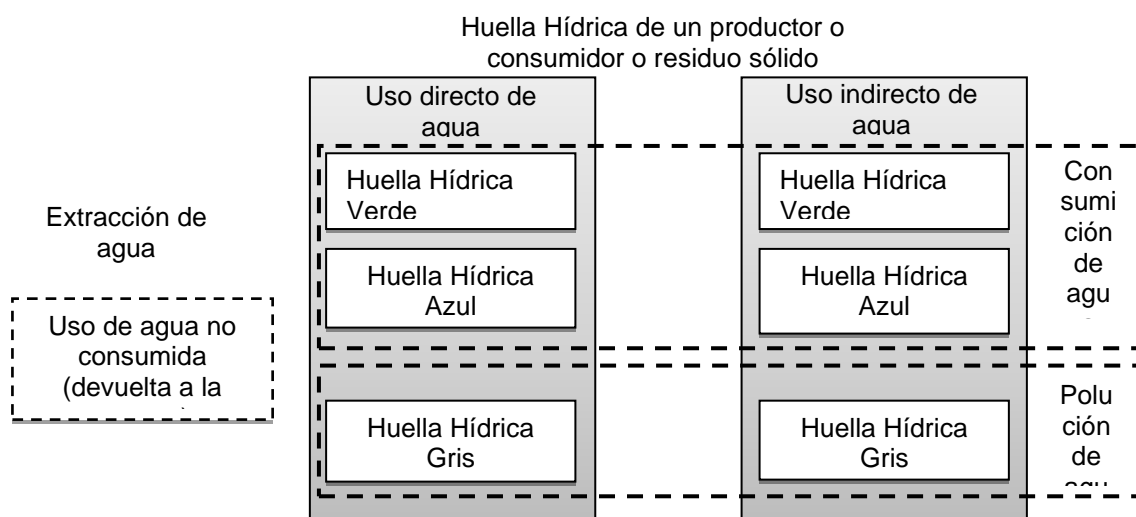 Huella Hídrica de un productor o
consumidor o residuo sólido
Uso directo de
agua
Uso indirecto de
agua
Huella Hídrica
Verde
Huella Hídrica
Verde
Con
sumi
ción
de
agu
Extracción de
agua
Huella Hídrica
Azul
Huella Hídrica
Azul
Uso de agua no
consumida
(devuelta a la
Huella Hídrica
Gris
Huella Hídrica
Gris
Polu
ción
de
agu